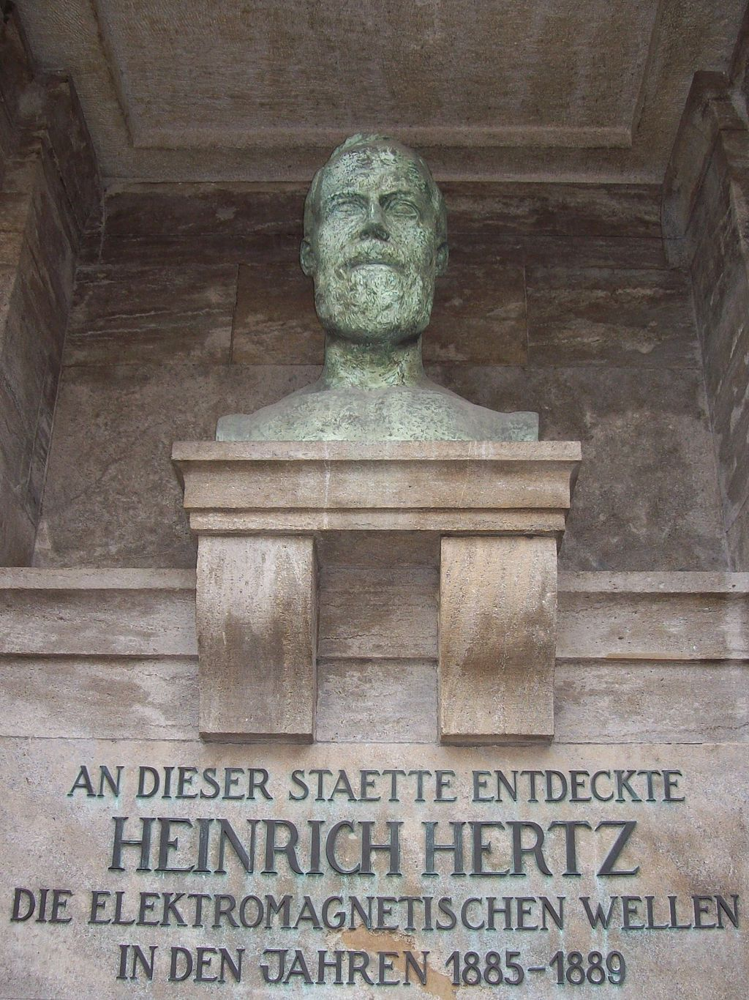 AN DIESER STAETTE ENTDECKTE
HEINRICH HERTZ
DIE ELEKTROMAGNETISCHEN WELLEN
IN DEN JAHREN 1885-1889